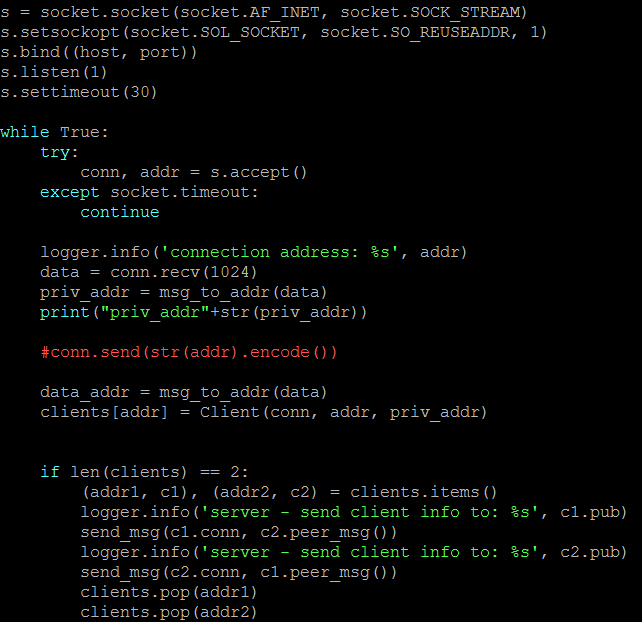 s = socket.socket(socket.AF_INET, socket.SOCK_STREAM)
s.setsockopt(socket.SOL_SOCKET, socket.SO_REUSEADDR, 1)
s.bind((host, port))
s.listen(1)
s.settimeout(30)

while True:
    try:
        conn, addr = s.accept()
    except socket.timeout:
        continue

    logger.info('connection address: %s', addr)
    data = conn.recv(1024)
    priv_addr = msg_to_addr(data)
    print("priv_addr"+str(priv_addr))

    #conn.send(str(addr).encode())

    data_addr = msg_to_addr(data)
    clients[addr] = Client(conn, addr, priv_addr)


    if len(clients) == 2:
        (addr1, c1), (addr2, c2) = clients.items()
        logger.info('server - send client info to: %s', c1.pub)
        send_msg(c1.conn, c2.peer_msg())
        logger.info('server - send client info to: %s', c2.pub)
        send_msg(c2.conn, c1.peer_msg())
        clients.pop(addr1)
        clients.pop(addr2)